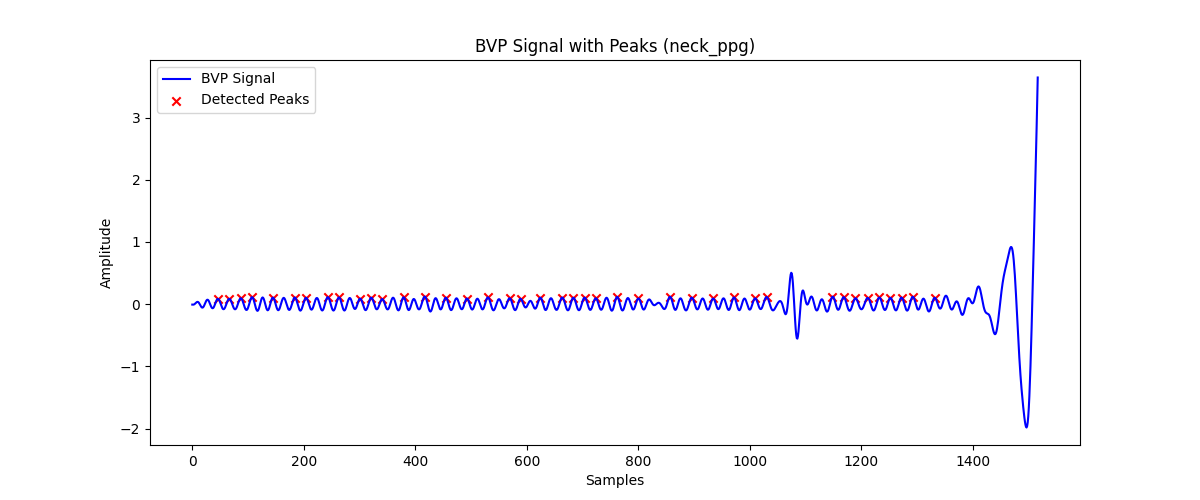 BVP Signal with Peaks (neck_ppg)
BVP Signal
Detected Peaks
Amplitude
3
2
1
0
−1
−2
0 200 400 600 800 1000 1200 1400
Samples